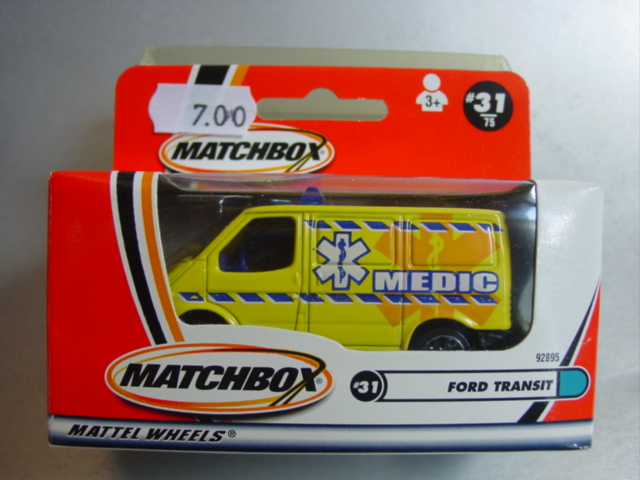 7.00
3+
#31
75
MATCHBOX
MEDIC
92895
MATCHBOX®
#31 FORD TRANSIT
MATTEL WHEELS®